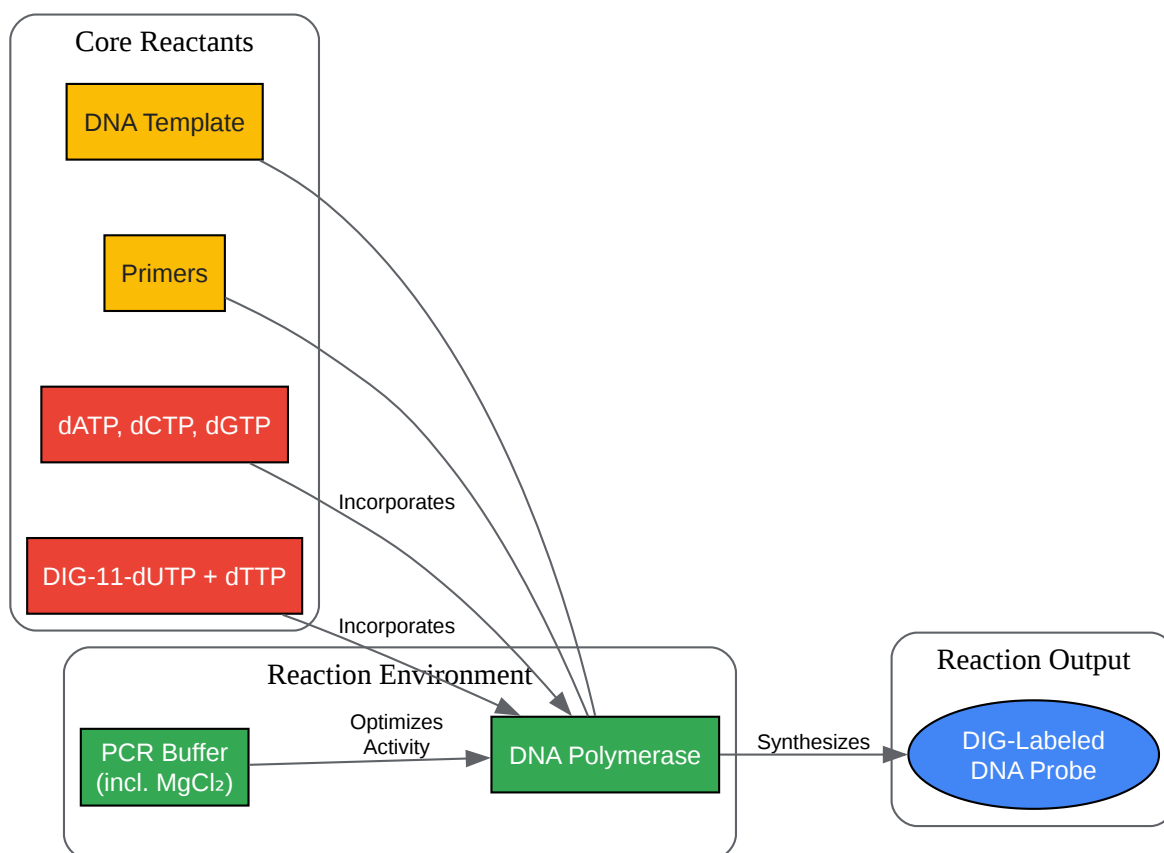 Core Reactants
DNA Template
Primers
dATP, dCTP, dGTP
Incorporates
DIG-11-dUTP + dTTP
Incorporates
Reaction Environment
PCR Buffer
(incl. MgCl₂)
Optimizes
Activity
DNA Polymerase
Synthesizes
Reaction Output
DIG-Labeled
DNA Probe